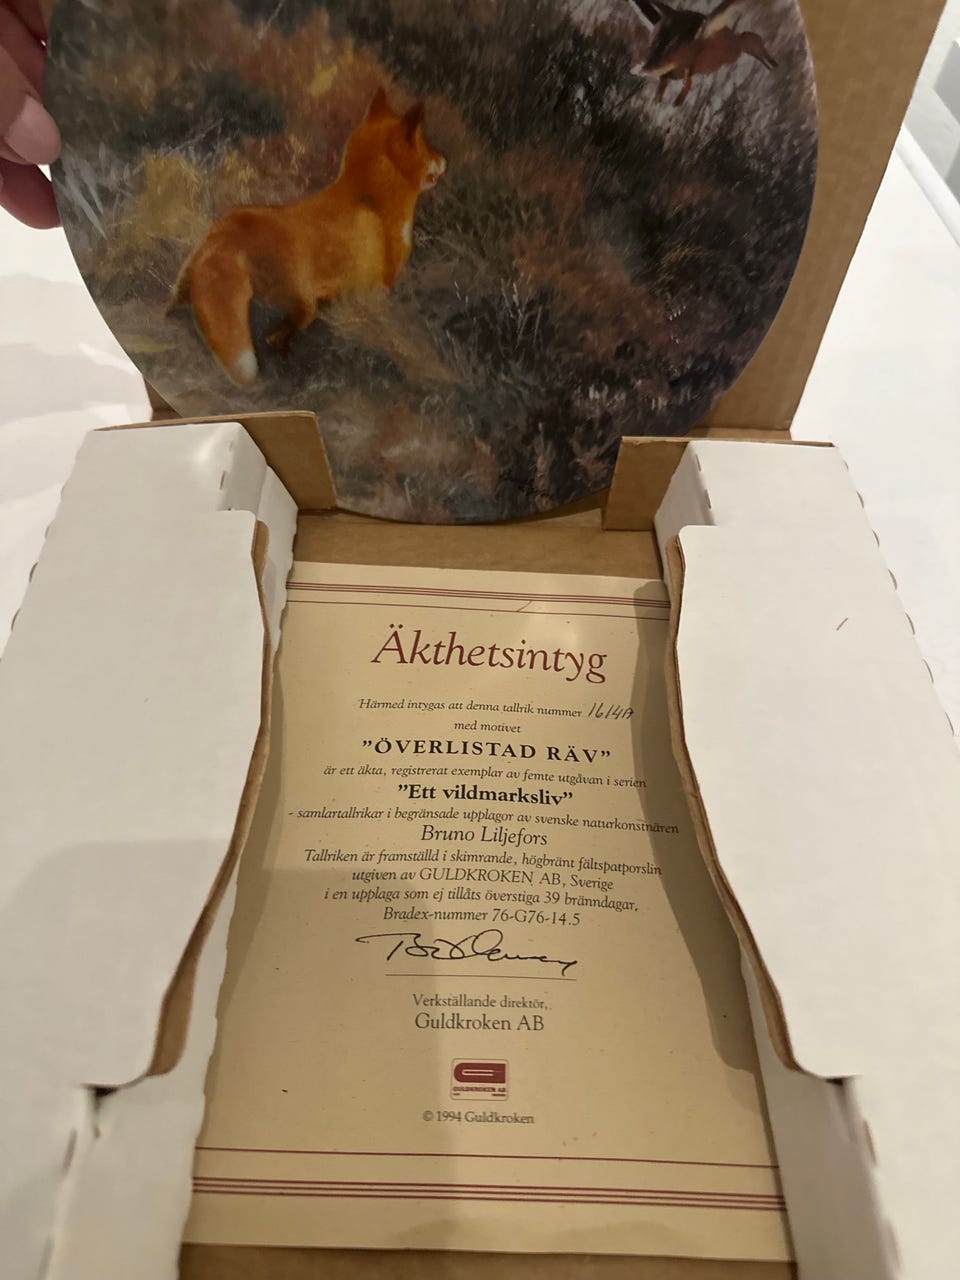 Äkthetsintyg
Härmed intygas att denna tallrik nummer 1614A
med motivet
”ÖVERLISTAD RÄV”
är ett äkta, registrerat exemplar av femte utgåvan i serien
”Ett vildmarksliv”
- samlartallrikar i begränsade upplagor av svenske naturkonstnären
Bruno Liljefors
Tallriken är framställd i skimrande, högbränt fältspatporslin
utgiven av GULDKROKEN AB, Sverige
i en upplaga som ej tillåts överstiga 39 bränndagar,
Bradex-nummer 76-G76-14.5
Verkställande direktör,
Guldkroken AB
GULDKROKEN AB
© 1994 Guldkroken